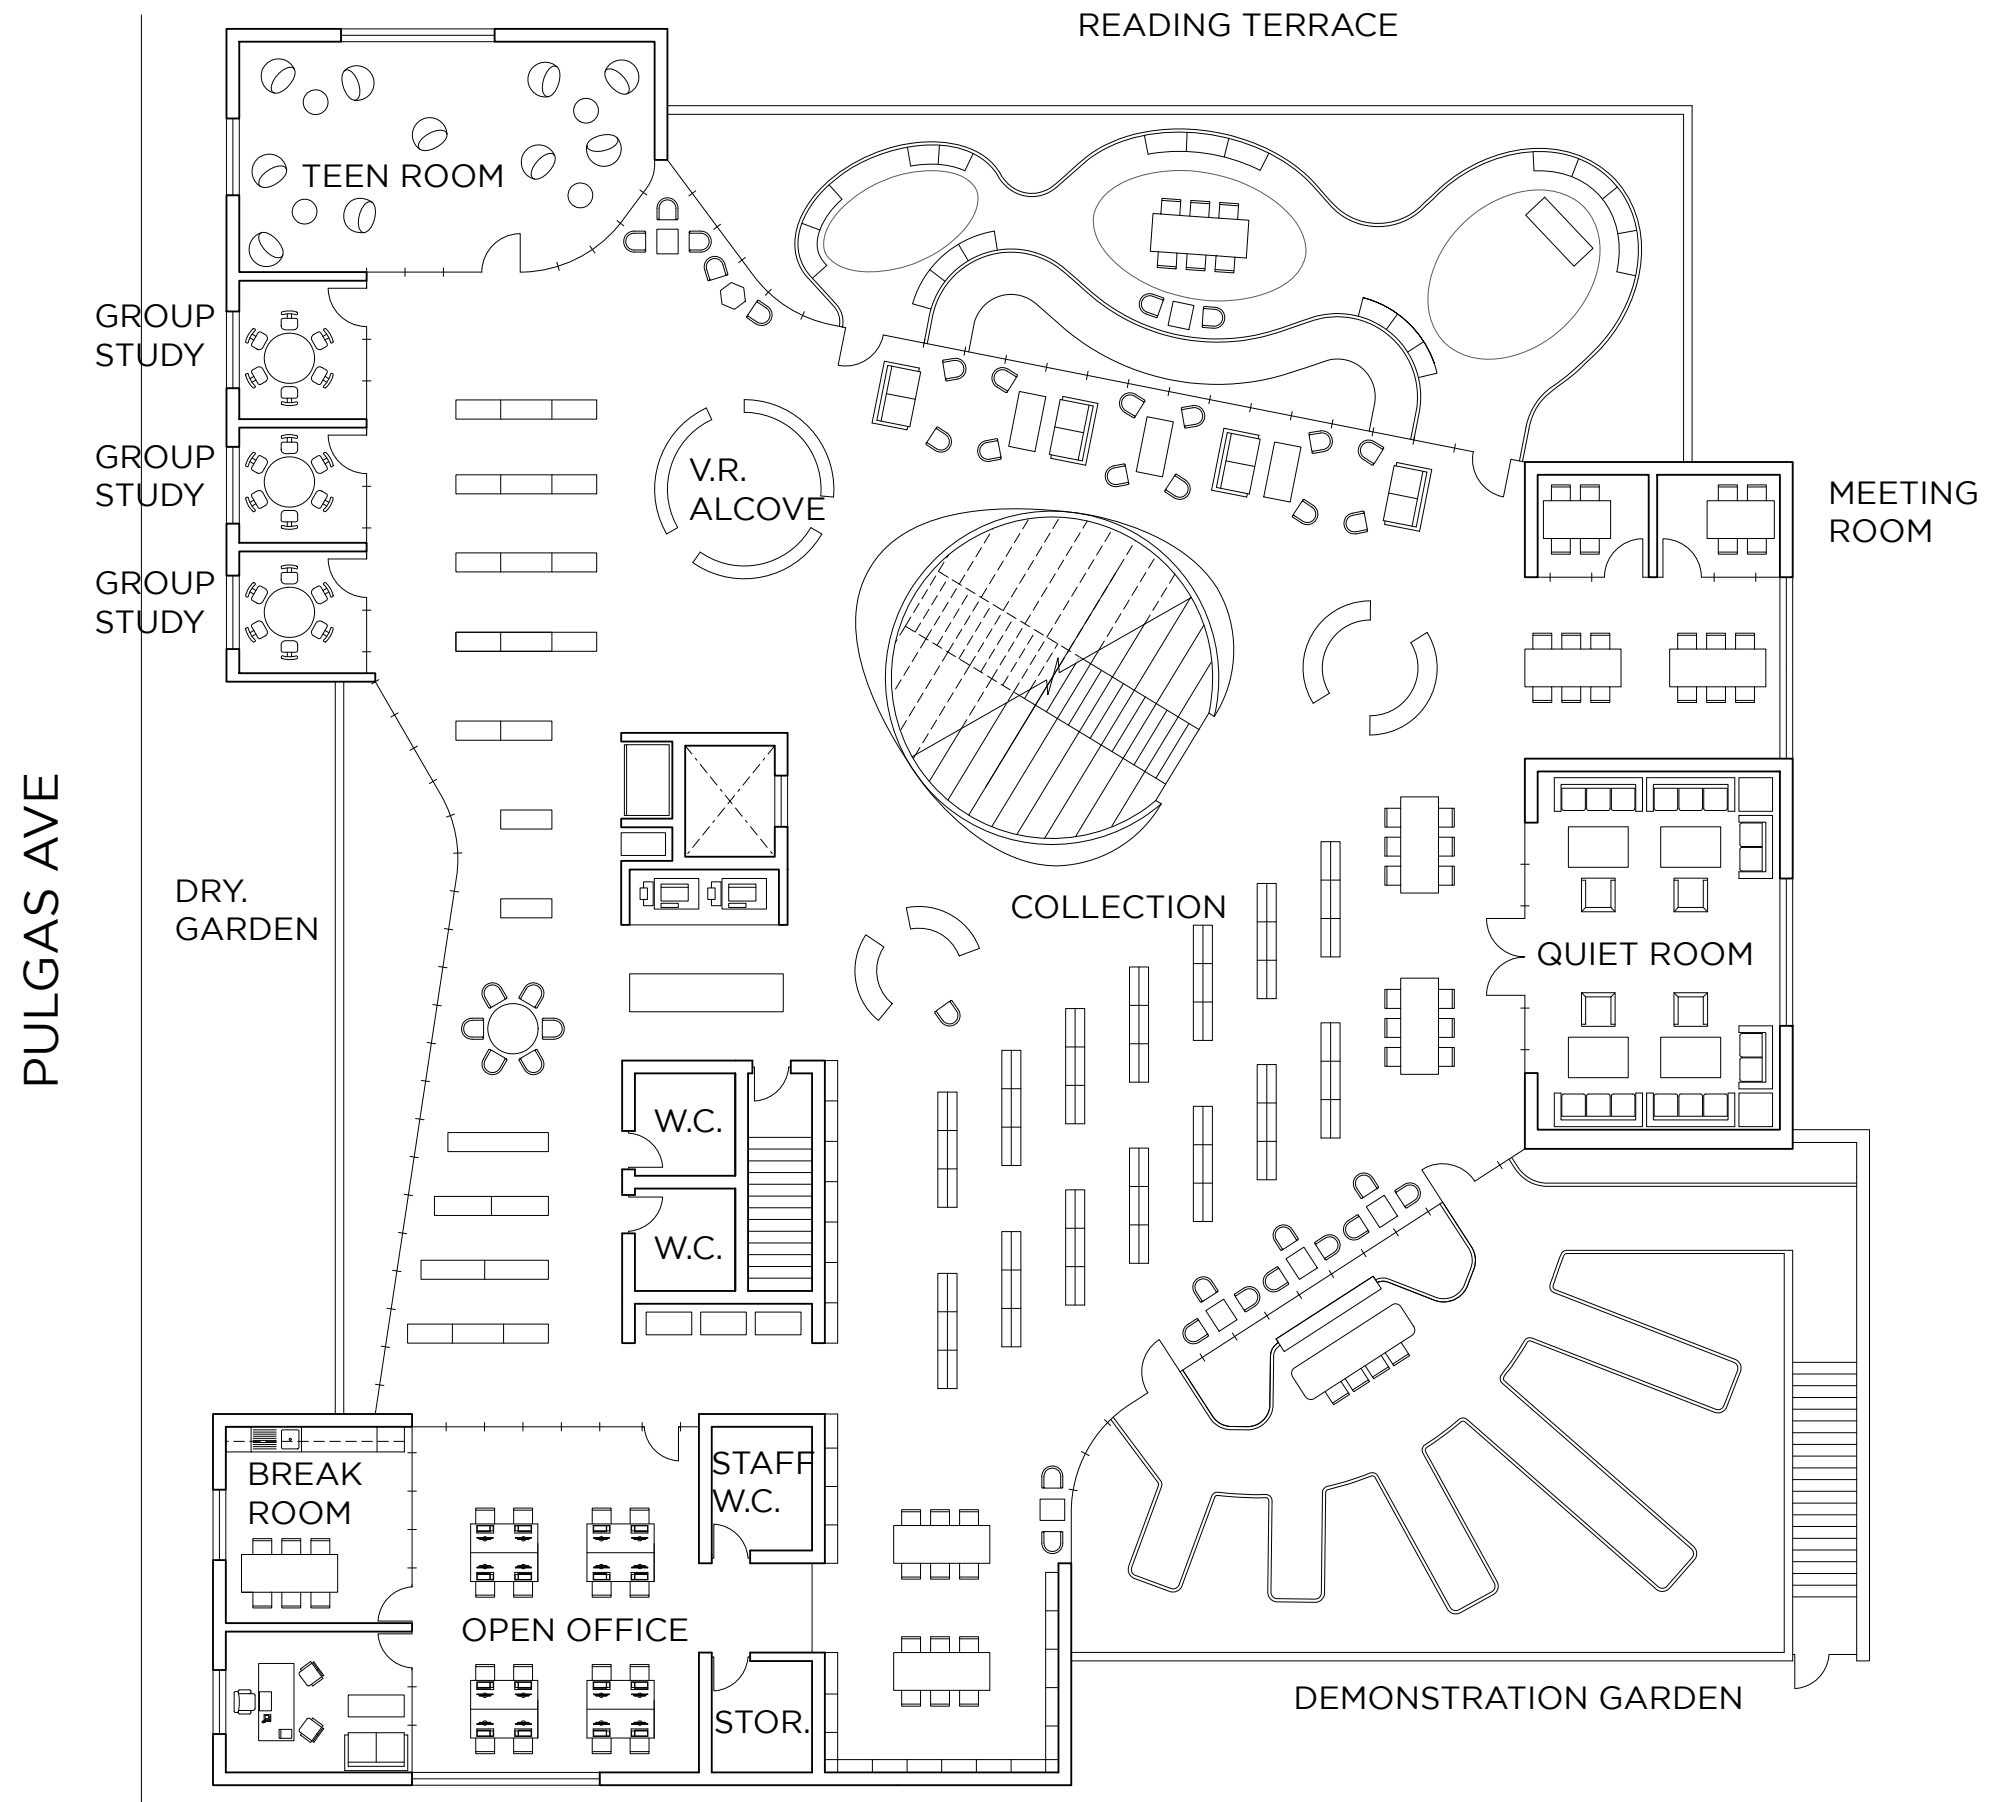 READING TERRACE
TEEN ROOM
GROUP
STUDY
GROUP
STUDY
V.R.
ALCOVE
MEETING
ROOM
GROUP
STUDY
PULGAS AVE
DRY.
GARDEN
COLLECTION
QUIET ROOM
W.C.
W.C.
BREAK
ROOM
STAFF
W.C.
OPEN OFFICE
STOR.
DEMONSTRATION GARDEN